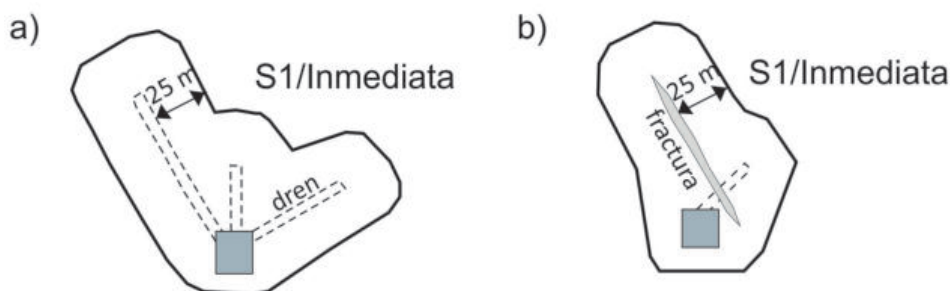 a)
25 m
S1/Inmediata
dren
b)
25 m
S1/Inmediata
fractura